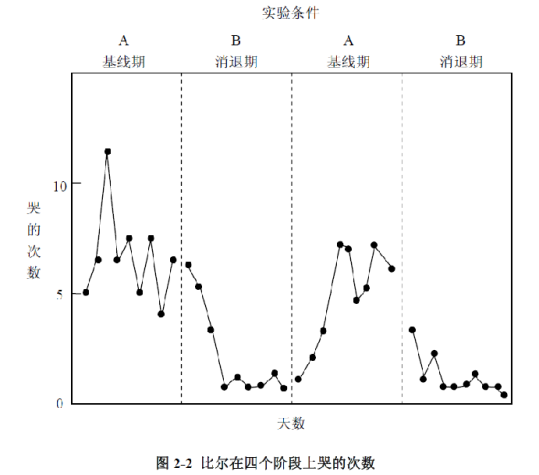 实验条件
A B A B
基线期 消退期 基线期 消退期
10
哭的次数
5
0
天数
图 2-2 比尔在四个阶段上哭的次数